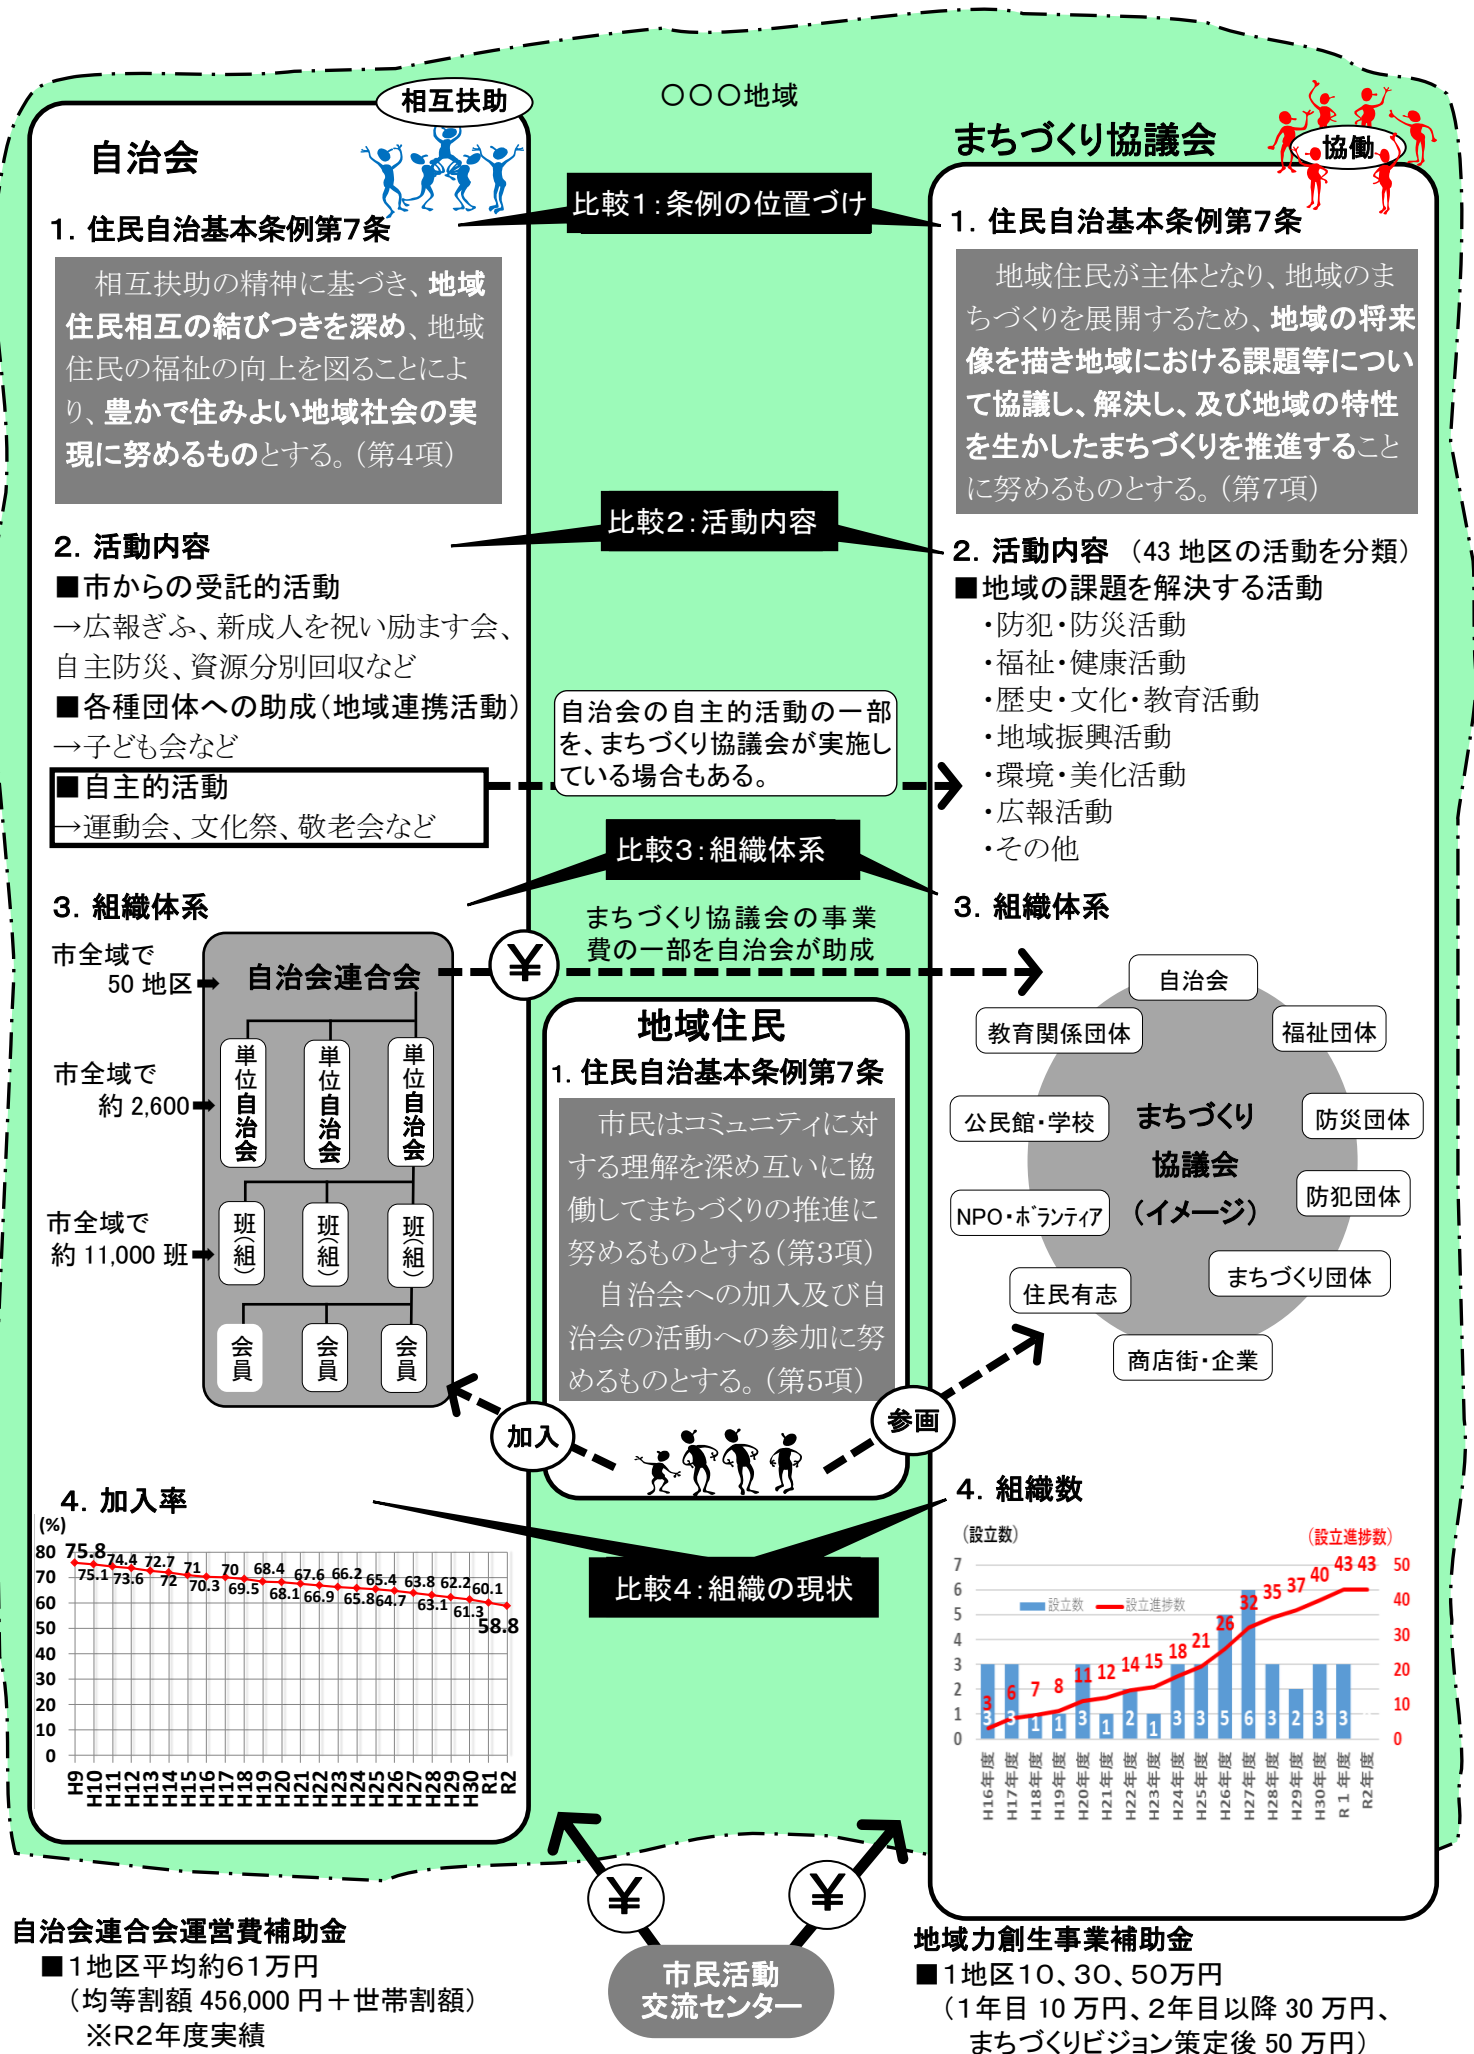 〇〇〇地域
相互扶助
自治会
1. 住民自治基本条例第7条
　相互扶助の精神に基づき、地域
住民相互の結びつきを深め、地域
住民の福祉の向上を図ることによ
り、豊かで住みよい地域社会の実
現に努めるものとする。（第4項）
2. 活動内容
■市からの受託的活動
→広報ぎふ、新成人を祝い励ます会、
自主防災、資源分別回収など
■各種団体への助成（地域連携活動）
→子ども会など
■自主的活動
→運動会、文化祭、敬老会など
3. 組織体系
市全域で
50 地区
自治会連合会
市全域で
約 2,600
単位自治会
単位自治会
単位自治会
市全域で
約 11,000 班
班（組）
班（組）
班（組）
会員
会員
会員
4. 加入率
(%)
80
70
60
50
40
30
20
10
0
75.8
75.1
74.4
73.6
72.7
72
71
70.3
70
69.5
68.4
68.1
67.6
66.9
66.2
65.8
65.4
64.7
63.8
63.1
62.2
61.3
60.1
58.8
H9
H10
H11
H12
H13
H14
H15
H16
H17
H18
H19
H20
H21
H22
H23
H24
H25
H26
H27
H28
H29
H30
R1
R2
比較1：条例の位置づけ
比較2：活動内容
自治会の自主的活動の一部
を、まちづくり協議会が実施し
ている場合もある。
比較3：組織体系
まちづくり協議会の事業
費の一部を自治会が助成
¥
地域住民
1. 住民自治基本条例第7条
　市民はコミュニティに対
する理解を深め互いに協
働してまちづくりの推進に
努めるものとする（第3項）
　自治会への加入及び自
治会の活動への参加に努
めるものとする。（第5項）
加入
参画
比較4：組織の現状
まちづくり協議会
協働
1. 住民自治基本条例第7条
　地域住民が主体となり、地域のま
ちづくりを展開するため、地域の将来
像を描き地域における課題等につい
て協議し、解決し、及び地域の特性
を生かしたまちづくりを推進すること
に努めるものとする。（第7項）
2. 活動内容 （43 地区の活動を分類）
■地域の課題を解決する活動
・防犯・防災活動
・福祉・健康活動
・歴史・文化・教育活動
・地域振興活動
・環境・美化活動
・広報活動
・その他
3. 組織体系
自治会
教育関係団体
福祉団体
公民館・学校
防災団体
まちづくり
協議会
（イメージ）
NPO・ボランティア
防犯団体
まちづくり団体
住民有志
商店街・企業
4. 組織数
（設立数）
（設立進捗数）
7
6
5
4
3
2
1
0
50
40
30
20
10
0
設立数
設立進捗数
3
6
7
8
11
12
14
15
18
21
26
32
35
37
40
43
43
3
3
1
1
3
1
2
1
3
3
5
6
3
2
3
3
H16年度
H17年度
H18年度
H19年度
H20年度
H21年度
H22年度
H23年度
H24年度
H25年度
H26年度
H27年度
H28年度
H29年度
H30年度
R１年度
R2年度
¥
¥
市民活動
交流センター
自治会連合会運営費補助金
■1地区平均約61万円
（均等割額 456,000 円＋世帯割額）
※R2年度実績
地域力創生事業補助金
■1地区10、30、50万円
（1年目 10 万円、2年目以降 30 万円、
まちづくりビジョン策定後 50 万円）